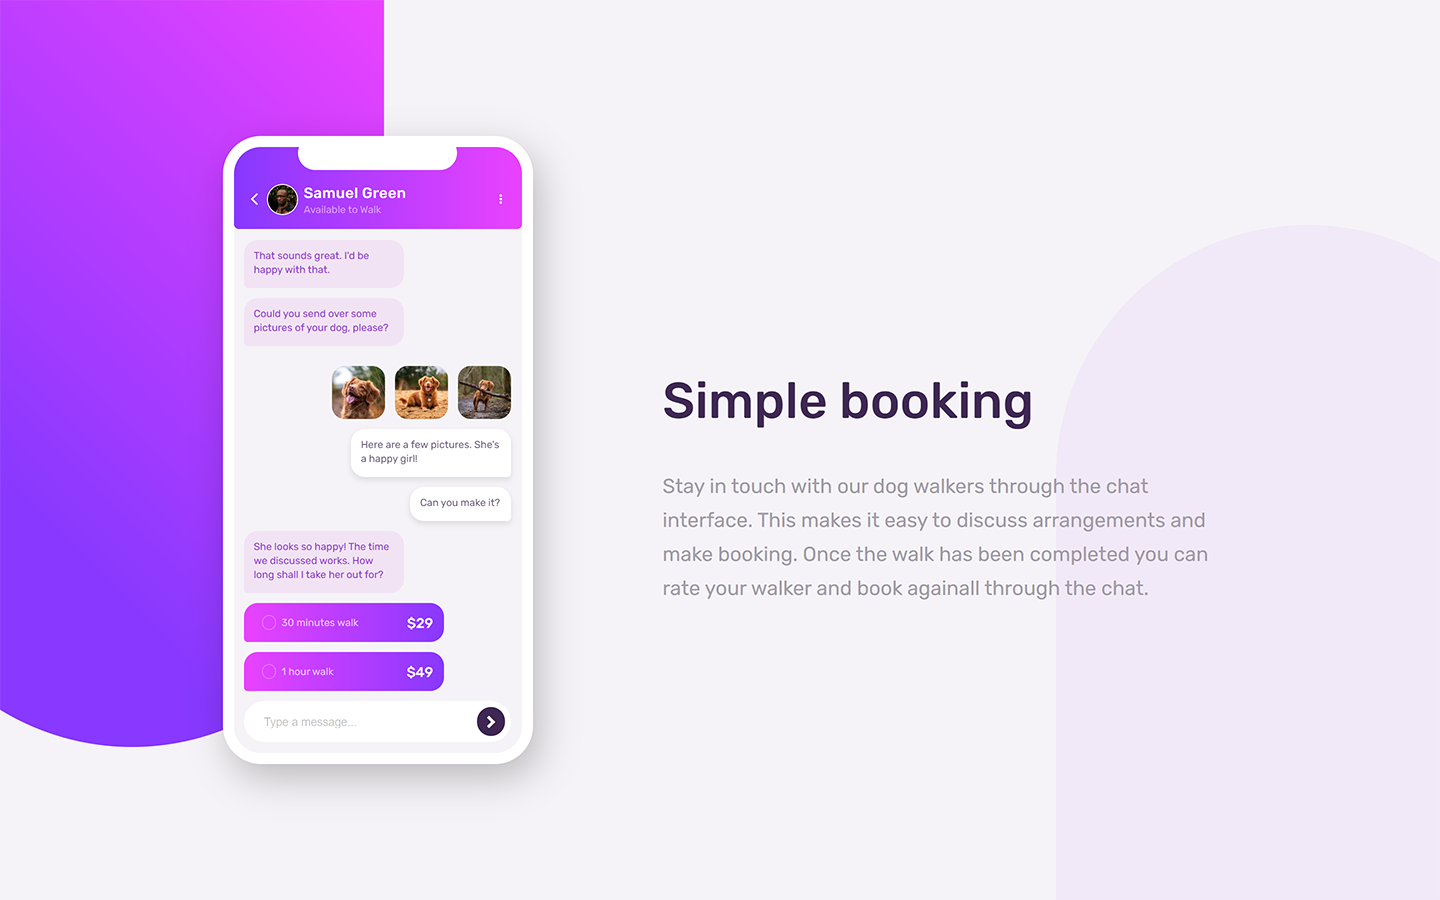 Samuel Green
Available to Walk
That sounds great. I'd be
happy with that.
Could you send over some
pictures of your dog, please?
Here are a few pictures. She's
a happy girl!
Can you make it?
She looks so happy! The time
we discussed works. How
long shall I take her out for?
30 minutes walk $29
1 hour walk $49
Type a message...
Simple booking
Stay in touch with our dog walkers through the chat
interface. This makes it easy to discuss arrangements and
make booking. Once the walk has been completed you can
rate your walker and book againall through the chat.